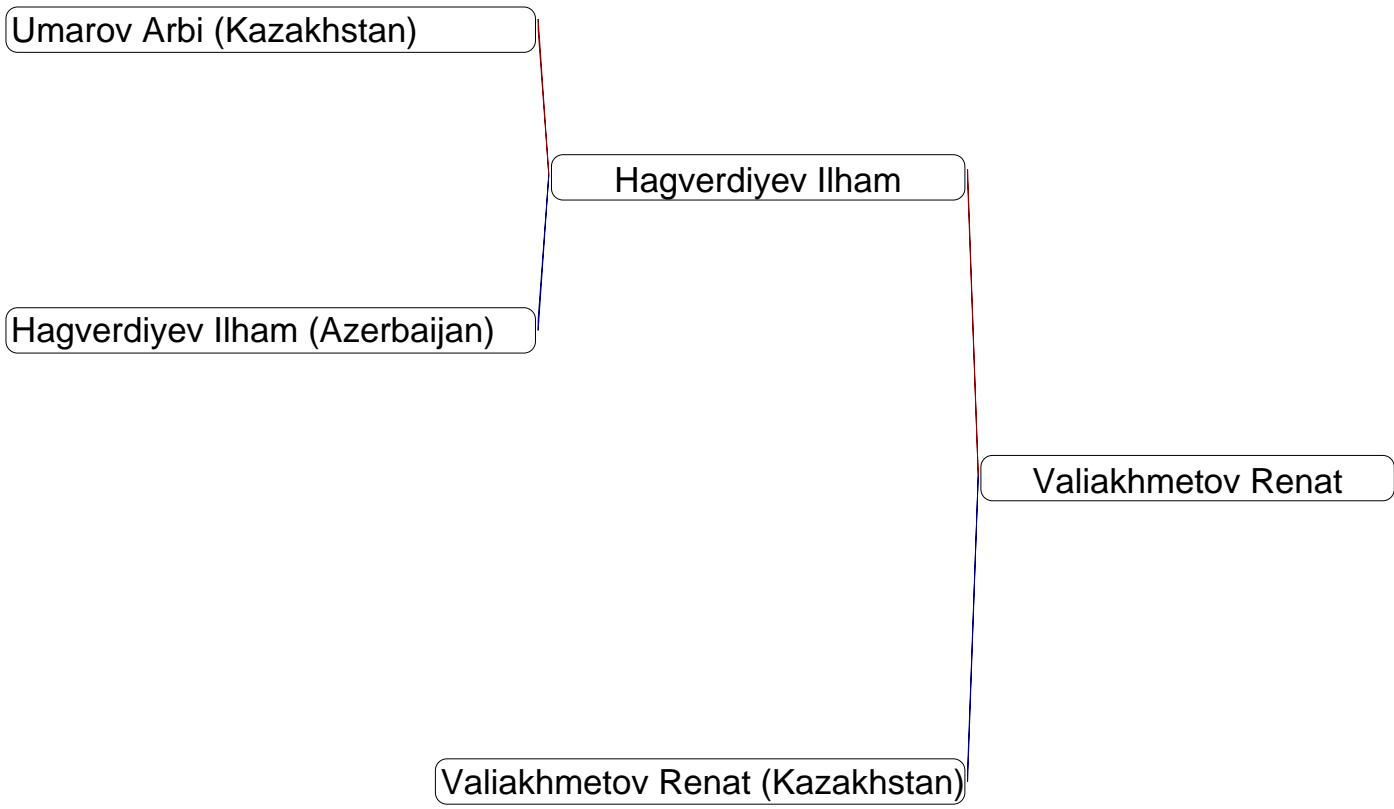 Umarov Arbi (Kazakhstan)
Hagverdiyev Ilham
Hagverdiyev Ilham (Azerbaijan)
Valiakhmetov Renat
Valiakhmetov Renat (Kazakhstan)